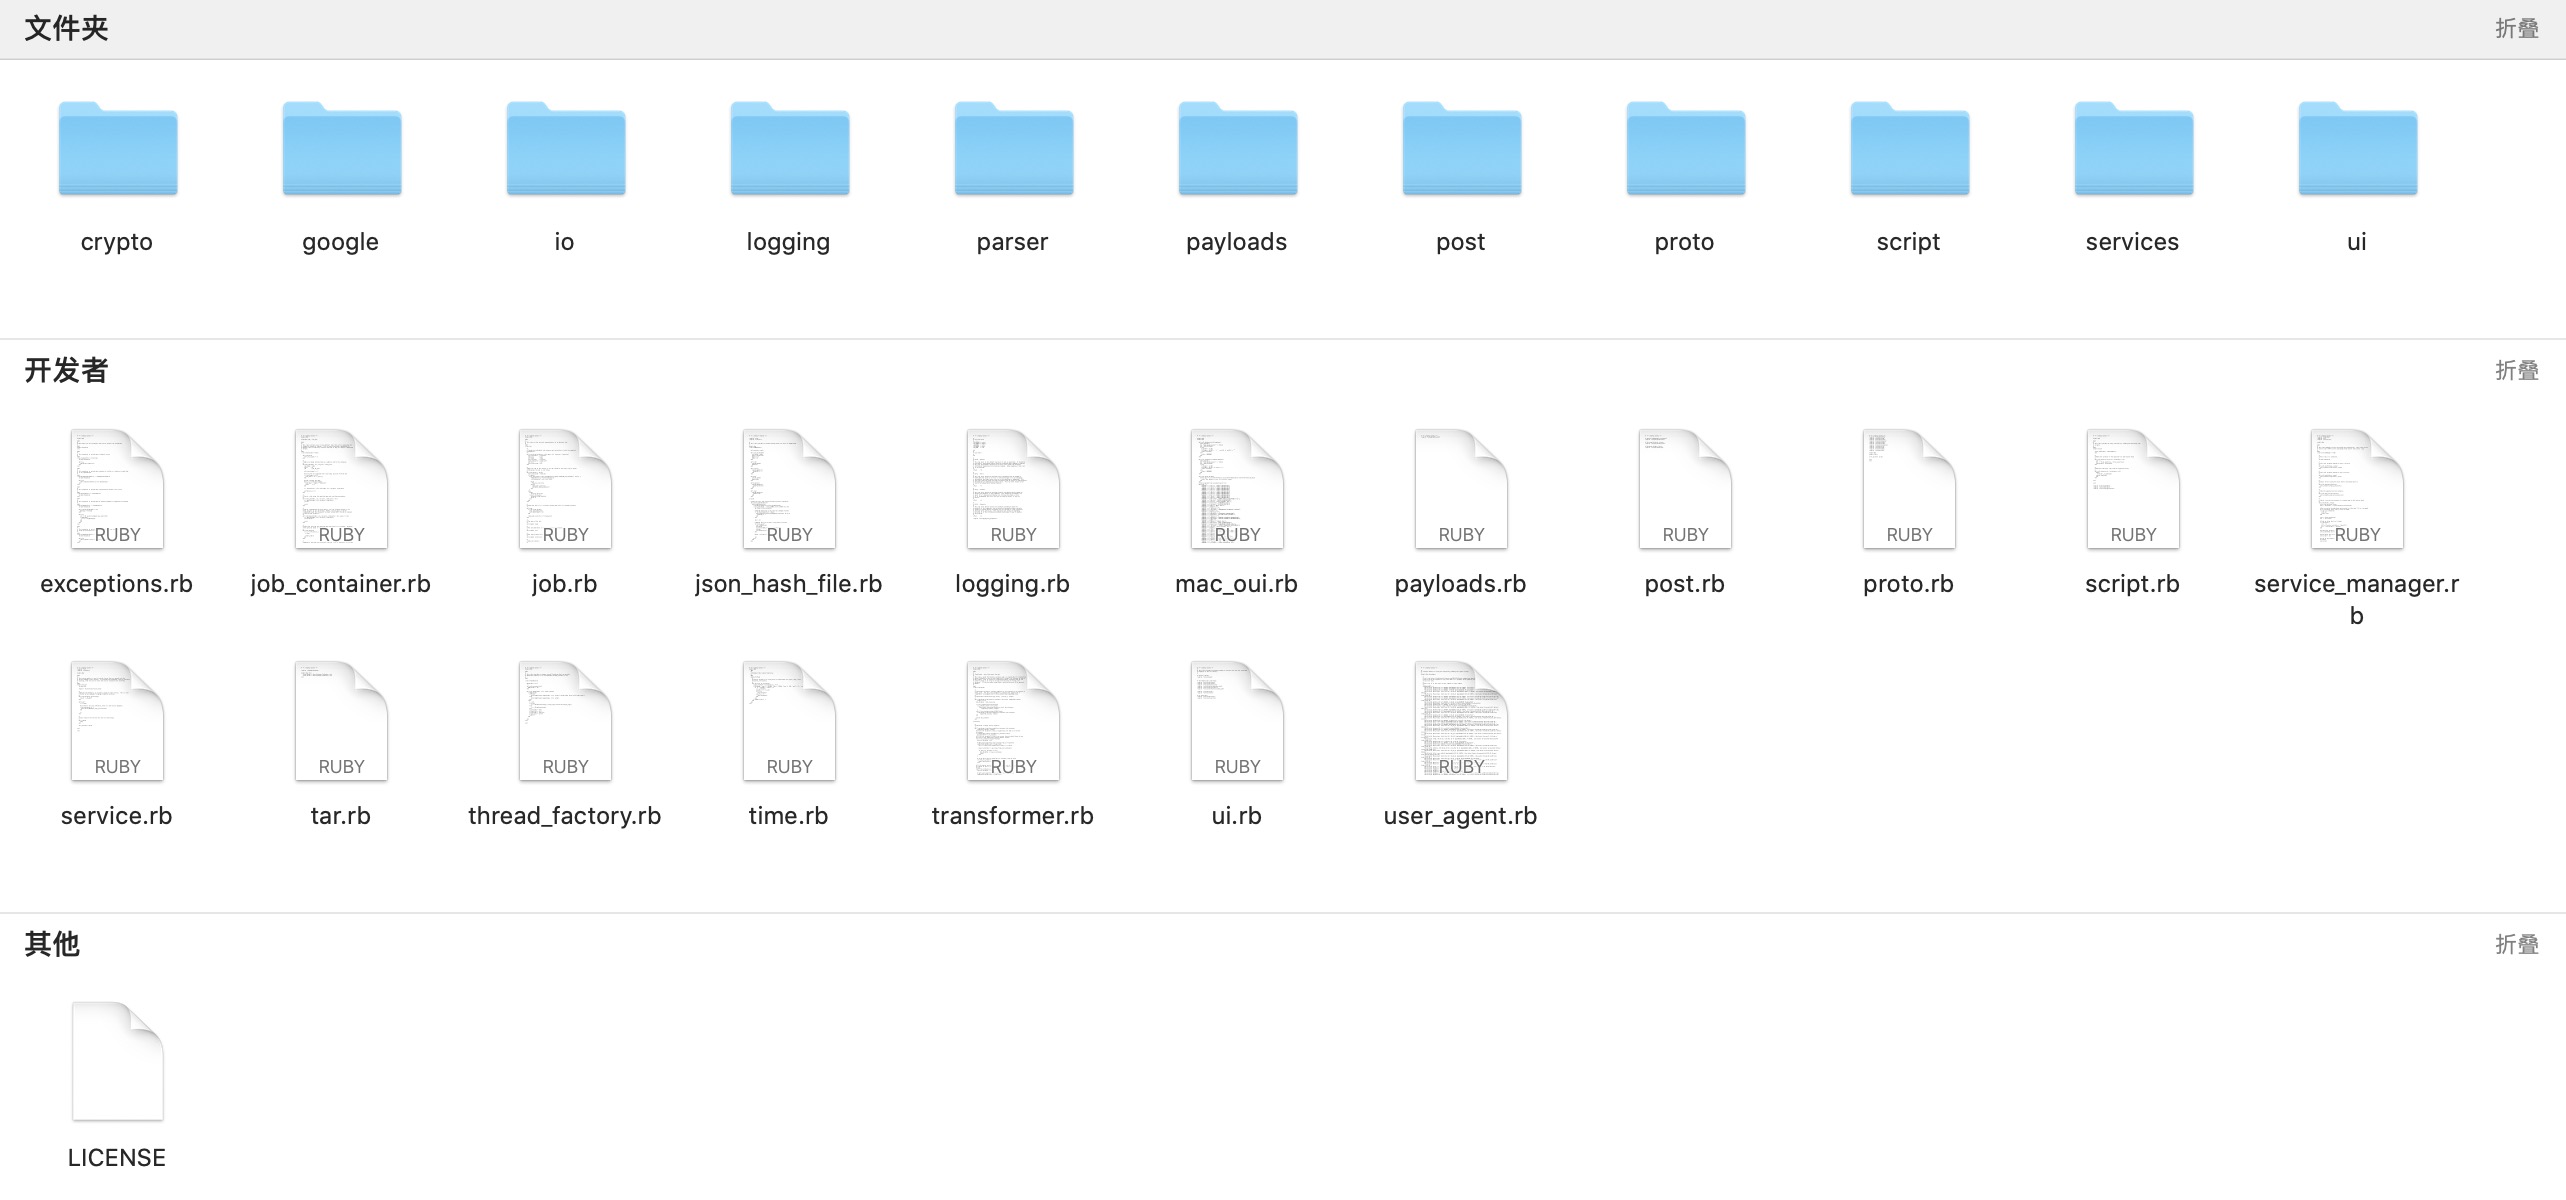 文件夹 折叠
crypto google io logging parser payloads post proto script services ui
开发者 折叠
RUBY RUBY RUBY RUBY RUBY RUBY RUBY RUBY RUBY RUBY RUBY
exceptions.rb job_container.rb job.rb json_hash_file.rb logging.rb mac_oui.rb payloads.rb post.rb proto.rb script.rb service_manager.r
b
RUBY RUBY RUBY RUBY RUBY RUBY RUBY
service.rb tar.rb thread_factory.rb time.rb transformer.rb ui.rb user_agent.rb
其他 折叠
LICENSE